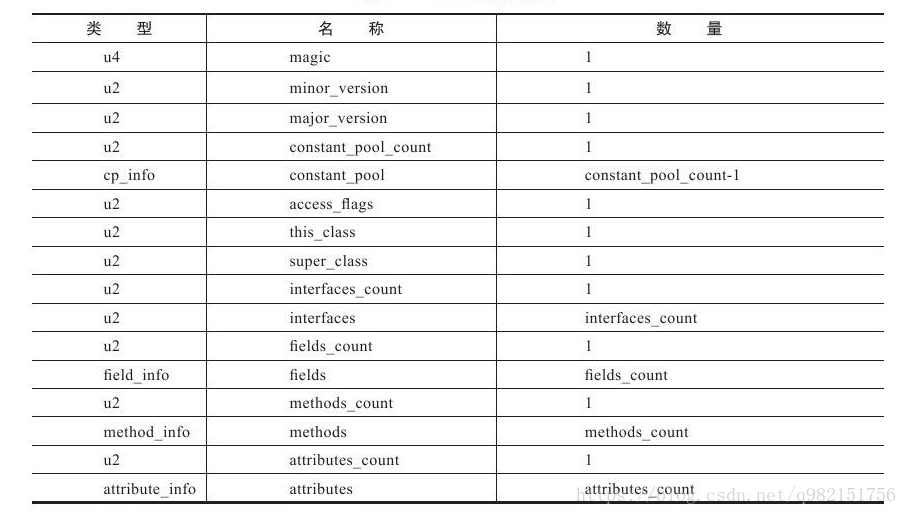 类 型 名 称 数 量
u4 magic 1
u2 minor_version 1
u2 major_version 1
u2 constant_pool_count 1
cp_info constant_pool constant_pool_count-1
u2 access_flags 1
u2 this_class 1
u2 super_class 1
u2 interfaces_count 1
u2 interfaces interfaces_count
u2 fields_count 1
field_info fields fields_count
u2 methods_count 1
method_info methods methods_count
u2 attributes_count 1
attribute_info attributes attributes_count
https://blog.csdn.net/q982151756